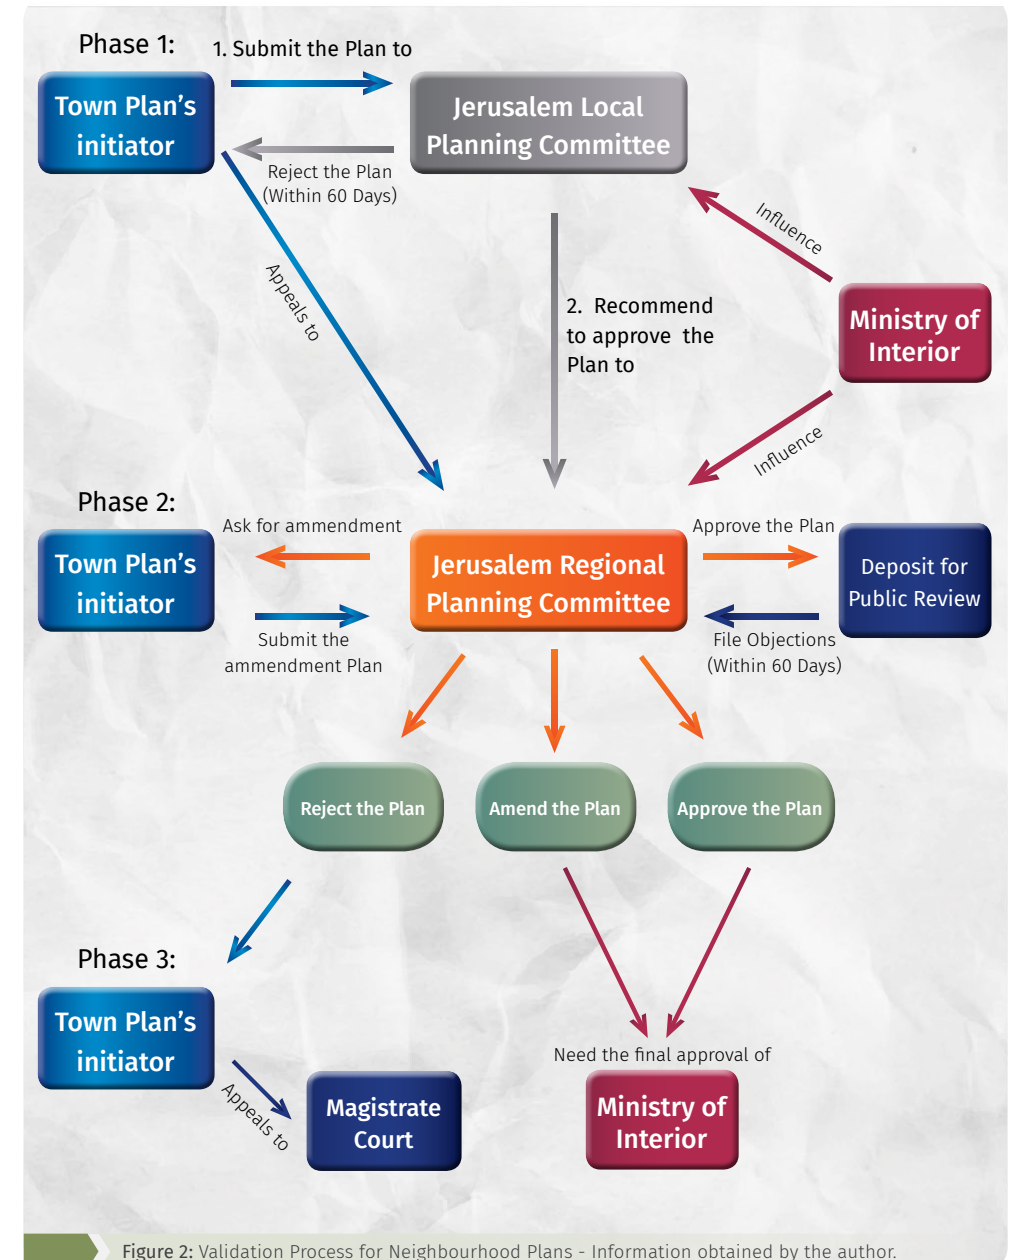 Phase 1:
1. Submit the Plan to
Town Plan's
initiator
Jerusalem Local
Planning Committee
Reject the Plan
(Within 60 Days)
Appeals to
Influence
2. Recommend
to approve the
Plan to
Ministry of
Interior
Influence
Phase 2:
Ask for ammendment
Approve the Plan
Town Plan's
initiator
Jerusalem Regional
Planning Committee
Deposit for
Public Review
Submit the
ammendment Plan
File Objections
(Within 60 Days)
Reject the Plan
Amend the Plan
Approve the Plan
Phase 3:
Town Plan's
initiator
Appeals to
Magistrate
Court
Need the final approval of
Ministry of
Interior
Figure 2: Validation Process for Neighbourhood Plans - Information obtained by the author.